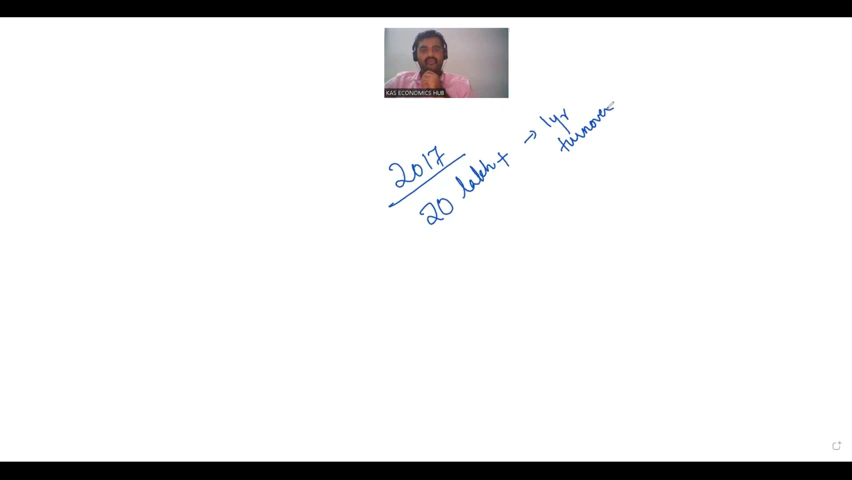 KAS ECONOMICS HUB
2017
20 lakh+ → 1yr
turnover